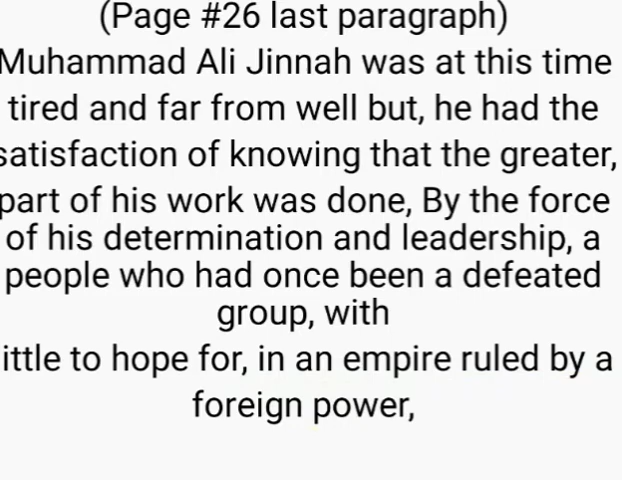 (Page #26 last paragraph)
Muhammad Ali Jinnah was at this time
tired and far from well but, he had the
satisfaction of knowing that the greater,
part of his work was done, By the force
of his determination and leadership, a
people who had once been a defeated
group, with
ittle to hope for, in an empire ruled by a
foreign power,